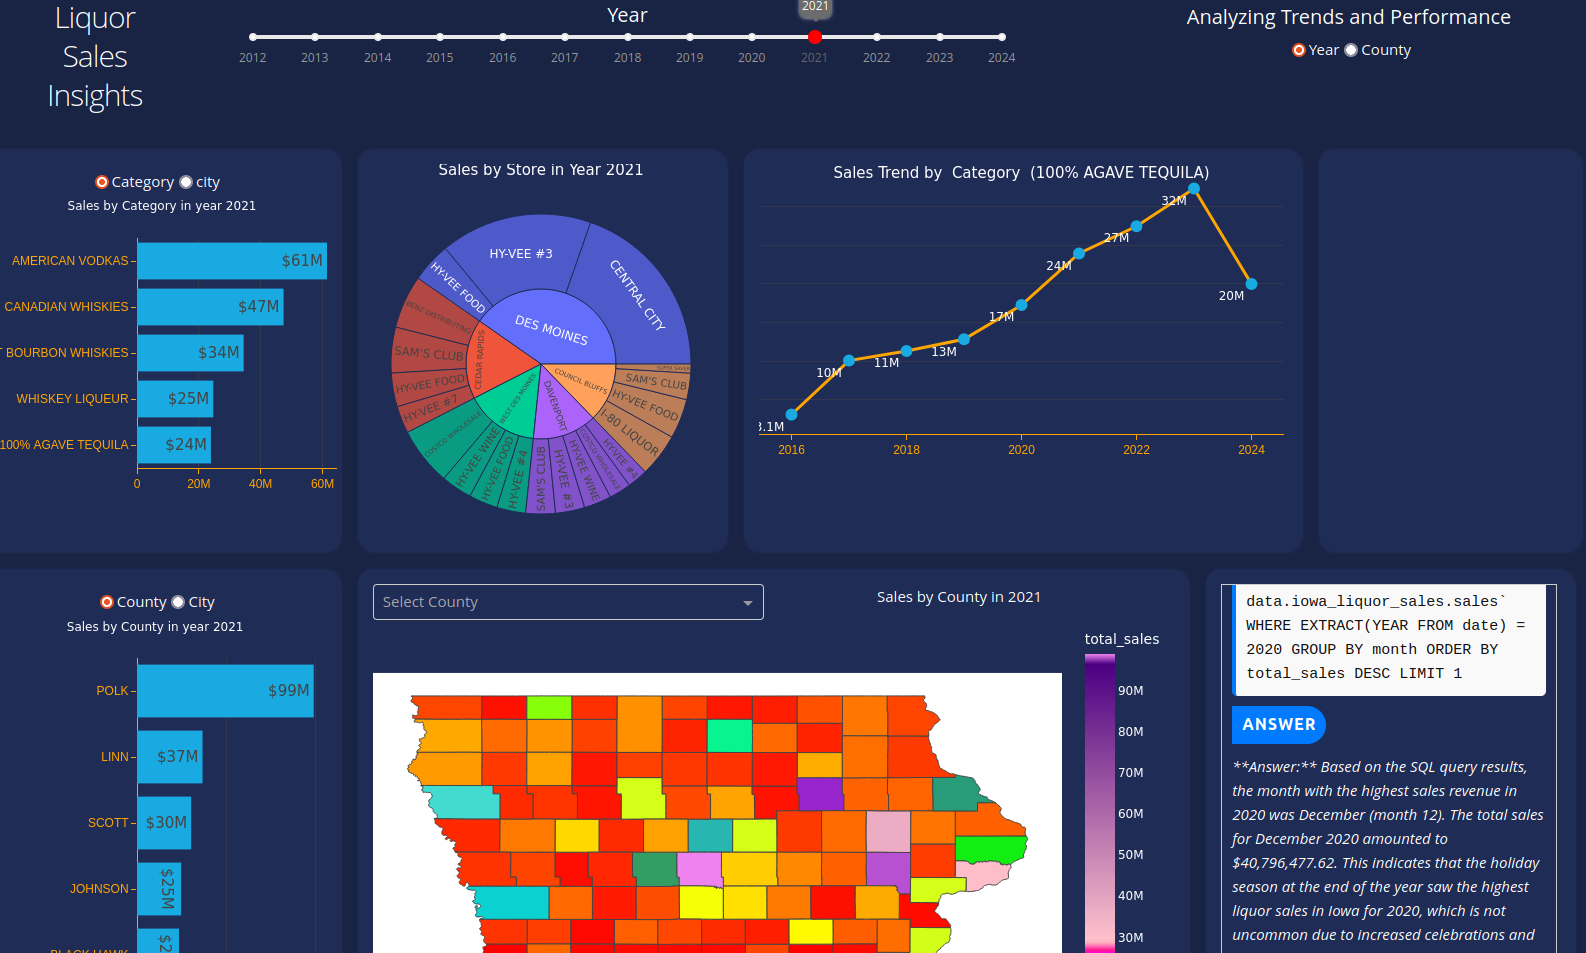 Liquor
Sales
Insights
Year
2021
2012 2013 2014 2015 2016 2017 2018 2019 2020 2021 2022 2023 2024
Analyzing Trends and Performance
Year County
Category city
Sales by Category in year 2021
AMERICAN VODKAS $61M
CANADIAN WHISKIES $47M
BOURBON WHISKIES $34M
WHISKEY LIQUEUR $25M
100% AGAVE TEQUILA $24M
0 20M 40M 60M
Sales by Store in Year 2021
DES MOINES
CENTRAL CITY
HY-VEE #3
HY-VEE FOOD
CEDAR RAPIDS
BENZ DISTRIBUTING
SAM'S CLUB
HY-VEE FOOD
HY-VEE #7
WEST DES MOINES
COSTCO WHOLESALE
HY-VEE WINE
HY-VEE FOOD
HY-VEE #4
DAVENPORT
SAM'S CLUB
HY-VEE #3
HY-VEE WINE
COSTCO WHOLESALE
HY-VEE #4
COUNCIL BLUFFS
I-80 LIQUOR
HY-VEE FOOD
SAM'S CLUB
SUPER SAVER
Sales Trend by Category (100% AGAVE TEQUILA)
32M
27M
24M
20M
17M
13M
11M
10M
3.1M
2016 2018 2020 2022 2024
County City
Sales by County in year 2021
POLK $99M
LINN $37M
SCOTT $30M
JOHNSON $25M
BLACK HAWK $2
Select County
Sales by County in 2021
total_sales
90M
80M
70M
60M
50M
40M
30M
data.iowa_liquor_sales.sales`
WHERE EXTRACT(YEAR FROM date) =
2020 GROUP BY month ORDER BY
total_sales DESC LIMIT 1
ANSWER
**Answer:** Based on the SQL query results,
the month with the highest sales revenue in
2020 was December (month 12). The total sales
for December 2020 amounted to
$40,796,477.62. This indicates that the holiday
season at the end of the year saw the highest
liquor sales in Iowa for 2020, which is not
uncommon due to increased celebrations and